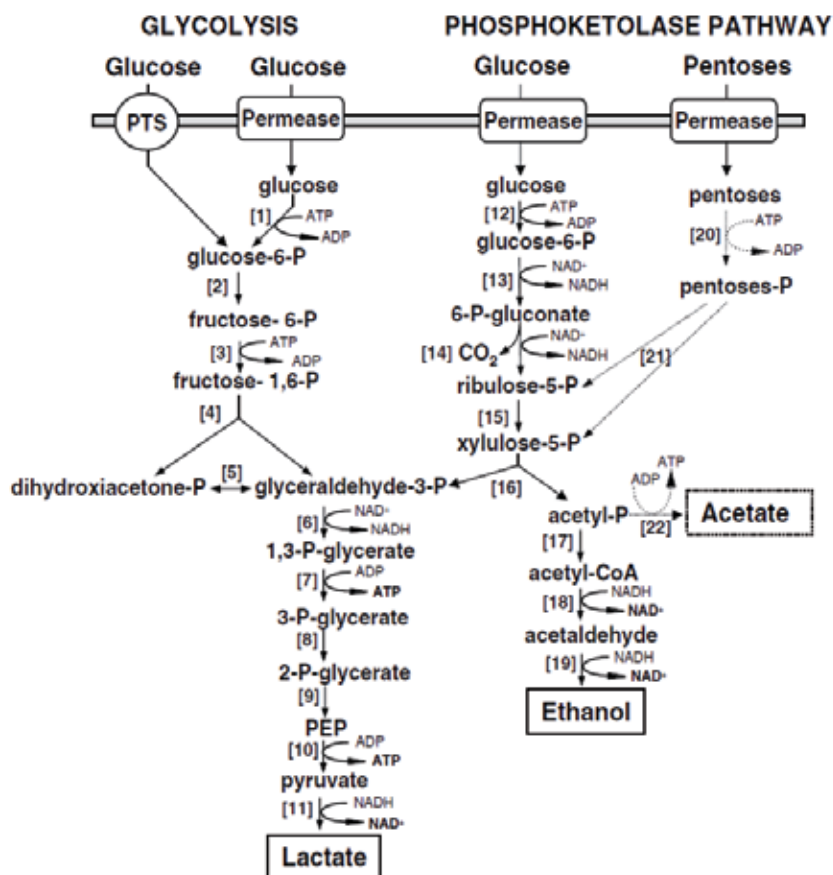 GLYCOLYSIS PHOSPHOKETOLASE PATHWAY
Glucose Glucose Glucose Pentoses
PTS Permease Permease Permease
glucose glucose pentoses
[1] ATP [12] ATP [20] ATP
ADP ADP ADP
glucose-6-P glucose-6-P pentoses-P
[2] [13] NAD+
NADH
fructose- 6-P 6-P-gluconate
[3] ATP [14] CO2 NAD+ [21]
ADP NADH
fructose- 1,6-P ribulose-5-P
[4] [15]
xylulose-5-P
dihydroxiacetone-P [5] glyceraldehyde-3-P [16]
ADP ATP
acetyl-P [22] Acetate
[6] NAD+ [17]
NADH
1,3-P-glycerate acetyl-CoA
[7] ADP [18] NADH
ATP NAD+
3-P-glycerate acetaldehyde
[8] [19] NADH
NAD+
2-P-glycerate Ethanol
[9]
PEP
[10] ADP
ATP
pyruvate
[11] NADH
NAD+
Lactate